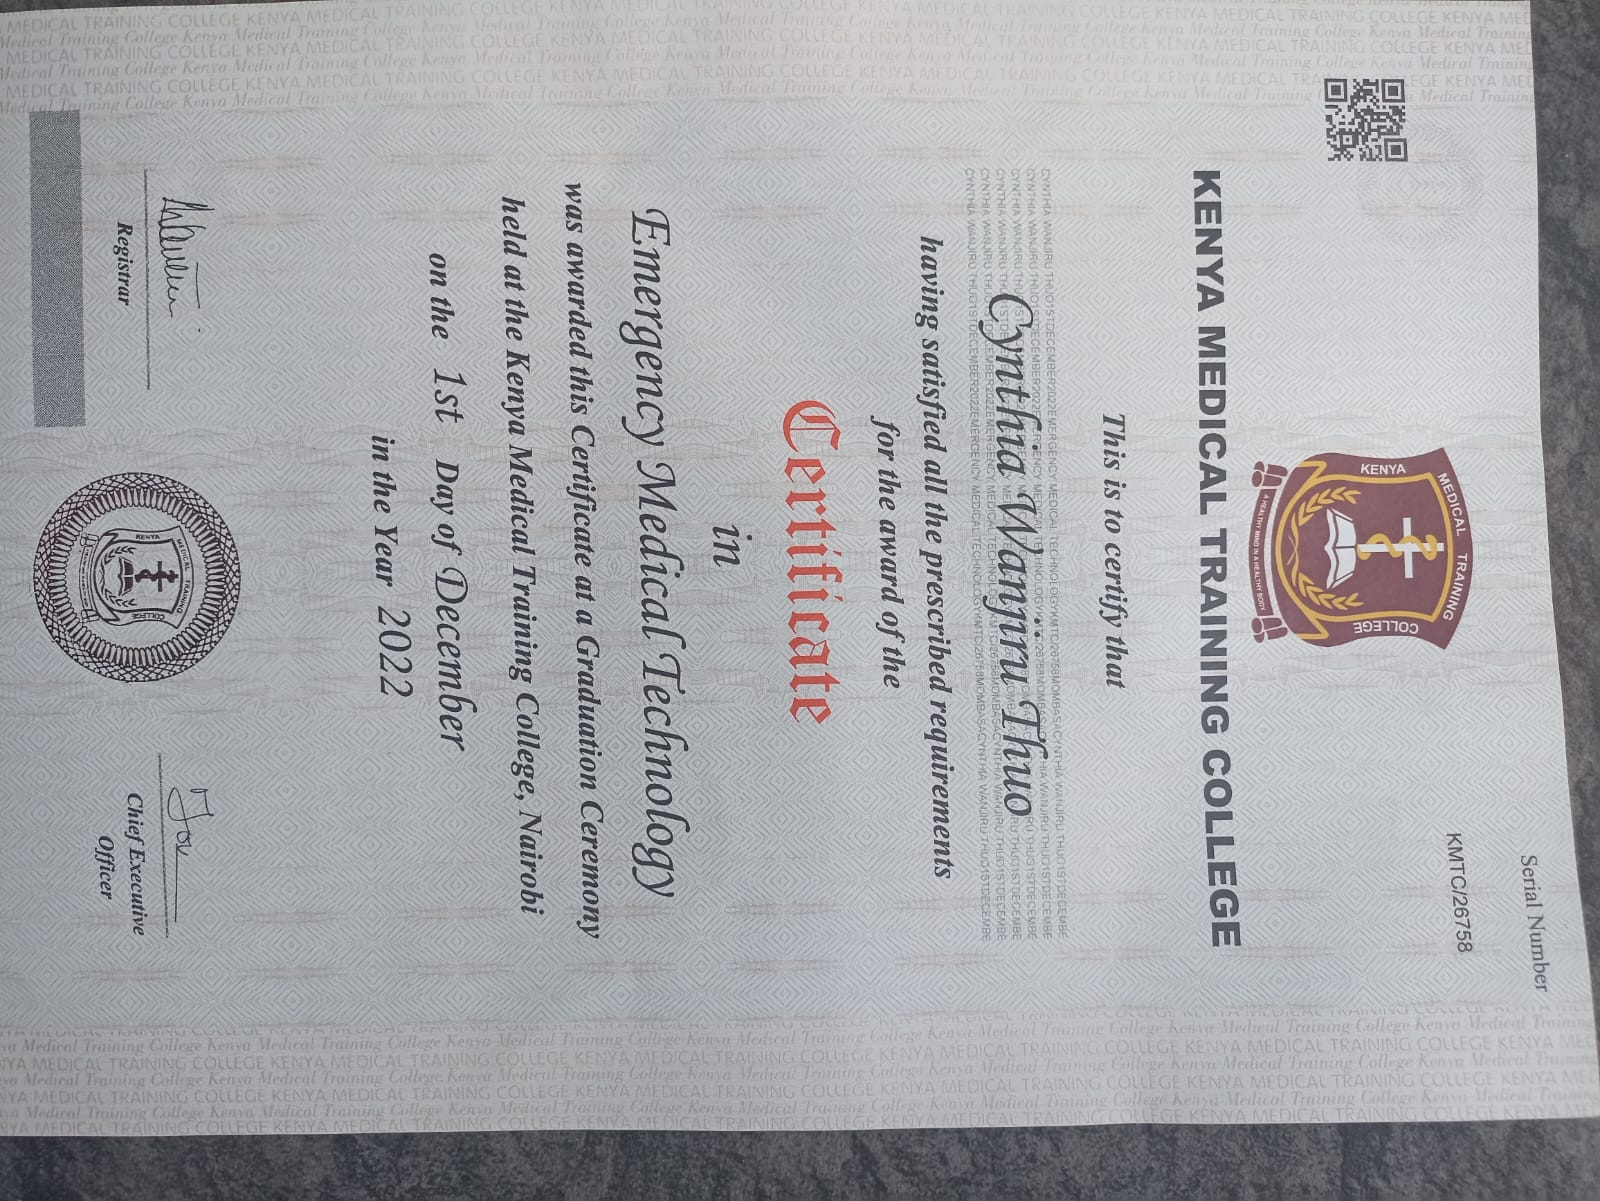 Serial Number
KMTC/26758
KENYA MEDICAL TRAINING COLLEGE
A HEALTHY MIND IN A HEALTHY BODY
KENYA MEDICAL TRAINING COLLEGE
This is to certify that
Cynthia Wanjiru Thuo
having satisfied all the prescribed requirements
for the award of the
Certificate
in
Emergency Medical Technology
was awarded this Certificate at a Graduation Ceremony
held at the Kenya Medical Training College, Nairobi
on the 1st Day of December
in the Year 2022
Registrar
KENYA MEDICAL TRAINING COLLEGE
Chief Executive
Officer